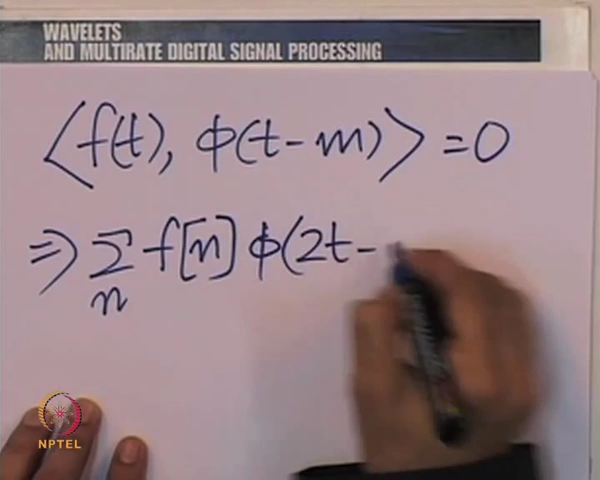 WAVELETS
AND MULTIRATE DIGITAL SIGNAL PROCESSING
⟨f(t), φ(t-m)⟩ = 0
⇒ Σ f[n] φ(2t-
n
NPTEL